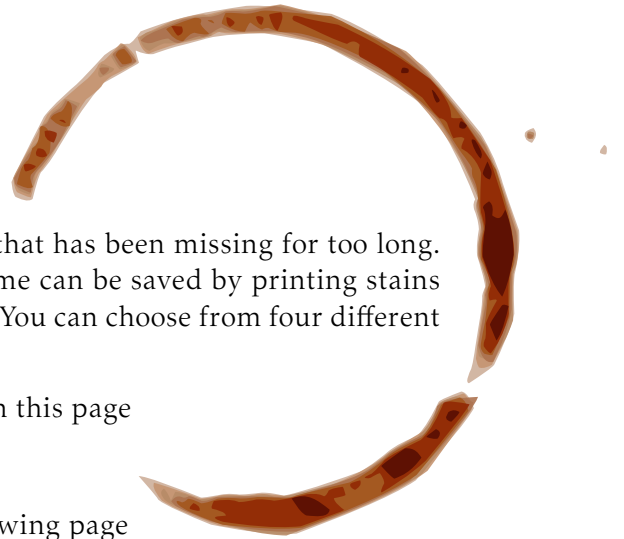 that has been missing for too long.
me can be saved by printing stains
You can choose from four different
n this page
wing page